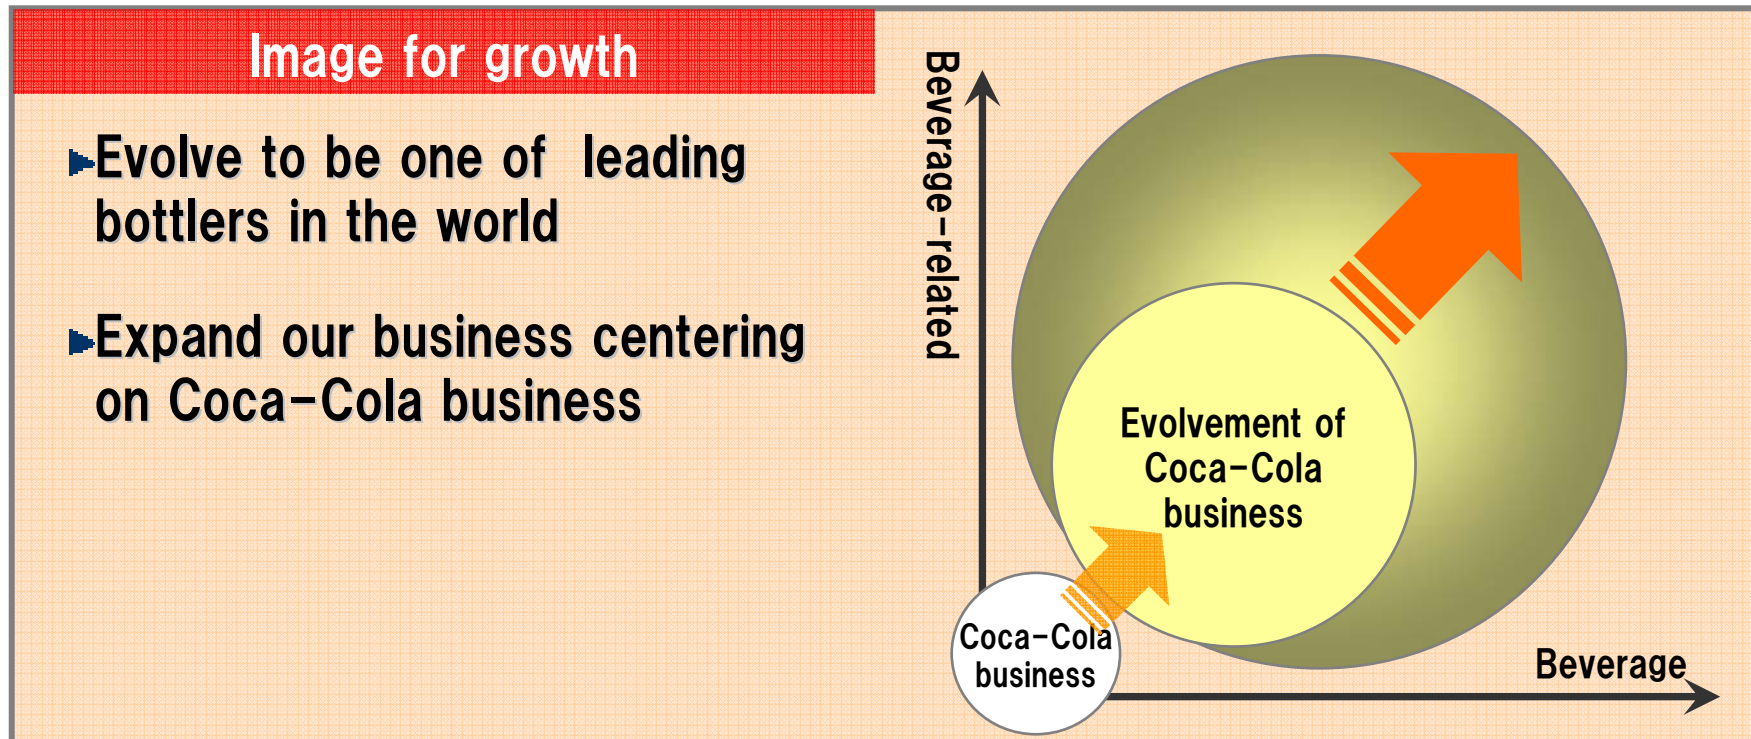 Image for growth
Evolve to be one of leading
bottlers in the world
Expand our business centering
on Coca-Cola business
Beverage-related
Evolvement of
Coca-Cola
business
Coca-Cola
business
Beverage